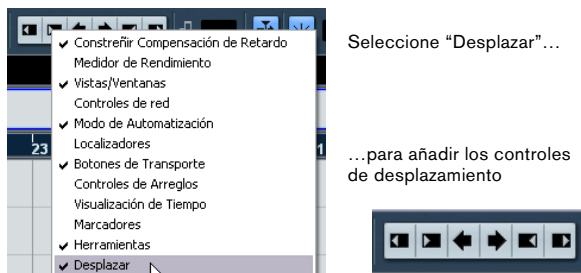 ✓ Constreñir Compensación de Retardo
Medidor de Rendimiento
✓ Vistas/Ventanas
Controles de red
✓ Modo de Automatización
Localizadores
✓ Botones de Transporte
Controles de Arreglos
Visualización de Tiempo
Marcadores
✓ Herramientas
✓ Desplazar
23
1
Seleccione “Desplazar”…
…para añadir los controles
de desplazamiento